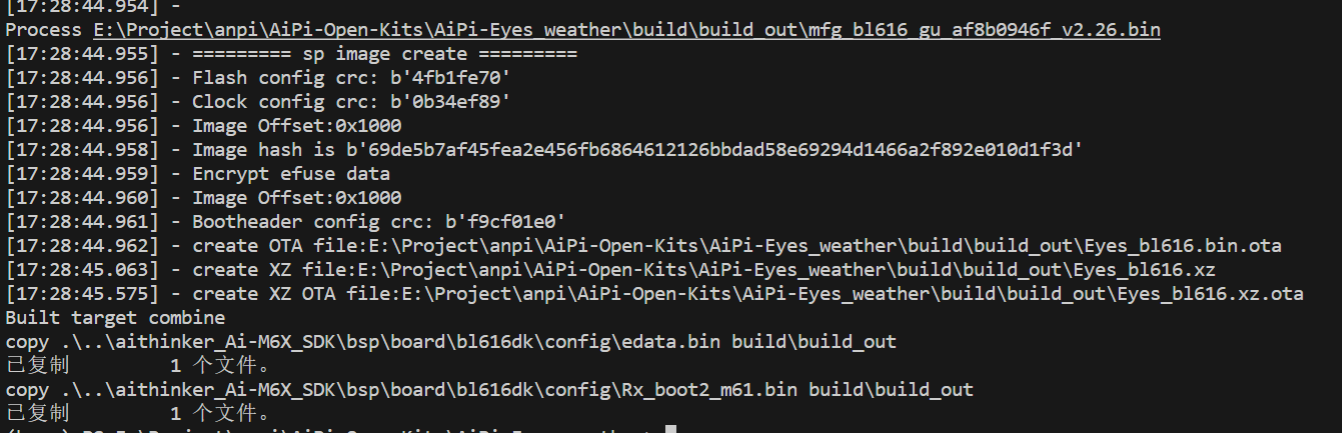 [17:28:44.954] -
Process E:\Project\anpi\AiPi-Open-Kits\AiPi-Eyes_weather\build\build_out\mfg_bl616_gu_af8b0946f_v2.26.bin
[17:28:44.955] - ========= sp image create =========
[17:28:44.956] - Flash config crc: b'4fb1fe70'
[17:28:44.956] - Clock config crc: b'0b34ef89'
[17:28:44.956] - Image Offset:0x1000
[17:28:44.958] - Image hash is b'69de5b7af45fea2e456fb6864612126bbdad58e69294d1466a2f892e010d1f3d'
[17:28:44.959] - Encrypt efuse data
[17:28:44.960] - Image Offset:0x1000
[17:28:44.961] - Bootheader config crc: b'f9cf01e0'
[17:28:44.962] - create OTA file:E:\Project\anpi\AiPi-Open-Kits\AiPi-Eyes_weather\build\build_out\Eyes_bl616.bin.ota
[17:28:45.063] - create XZ file:E:\Project\anpi\AiPi-Open-Kits\AiPi-Eyes_weather\build\build_out\Eyes_bl616.xz
[17:28:45.575] - create XZ OTA file:E:\Project\anpi\AiPi-Open-Kits\AiPi-Eyes_weather\build\build_out\Eyes_bl616.xz.ota
Built target combine
copy .\..\aithinker_Ai-M6X_SDK\bsp\board\bl616dk\config\edata.bin build\build_out
已复制         1 个文件。
copy .\..\aithinker_Ai-M6X_SDK\bsp\board\bl616dk\config\Rx_boot2_m61.bin build\build_out
已复制         1 个文件。